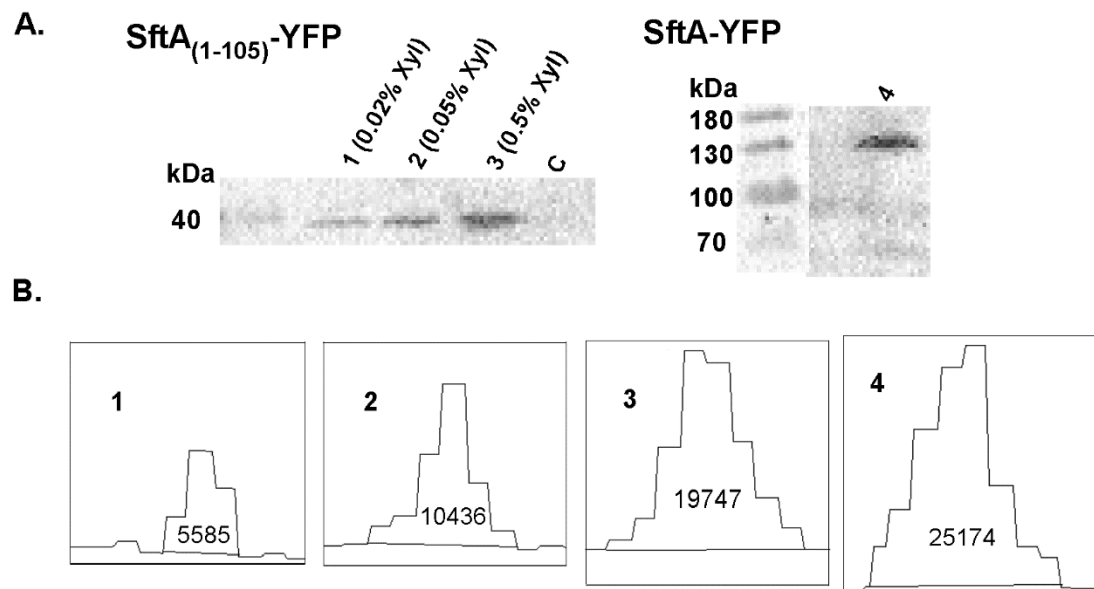 A.
SftA(1-105)-YFP
SftA-YFP
1 (0.02% Xyl)
2 (0.05% Xyl)
3 (0.5% Xyl)
C
kDa
40
kDa
180
130
100
70
4
B.
1
5585
2
10436
3
19747
4
25174